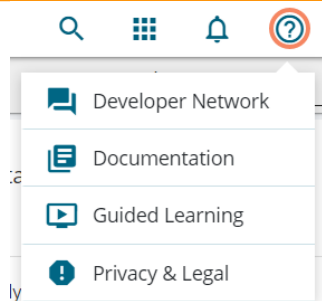 Developer Network
Documentation
Guided Learning
Privacy & Legal